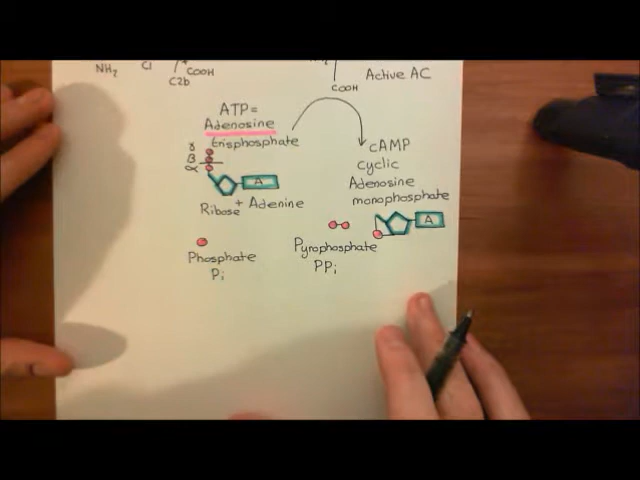 NH2
Cl
C2b
COOH
COOH
Active AC
ATP=
Adenosine
trisphosphate
γ
β
α
A
Ribose + Adenine
cAMP
cyclic
Adenosine
monophosphate
A
Phosphate
Pi
Pyrophosphate
PPi